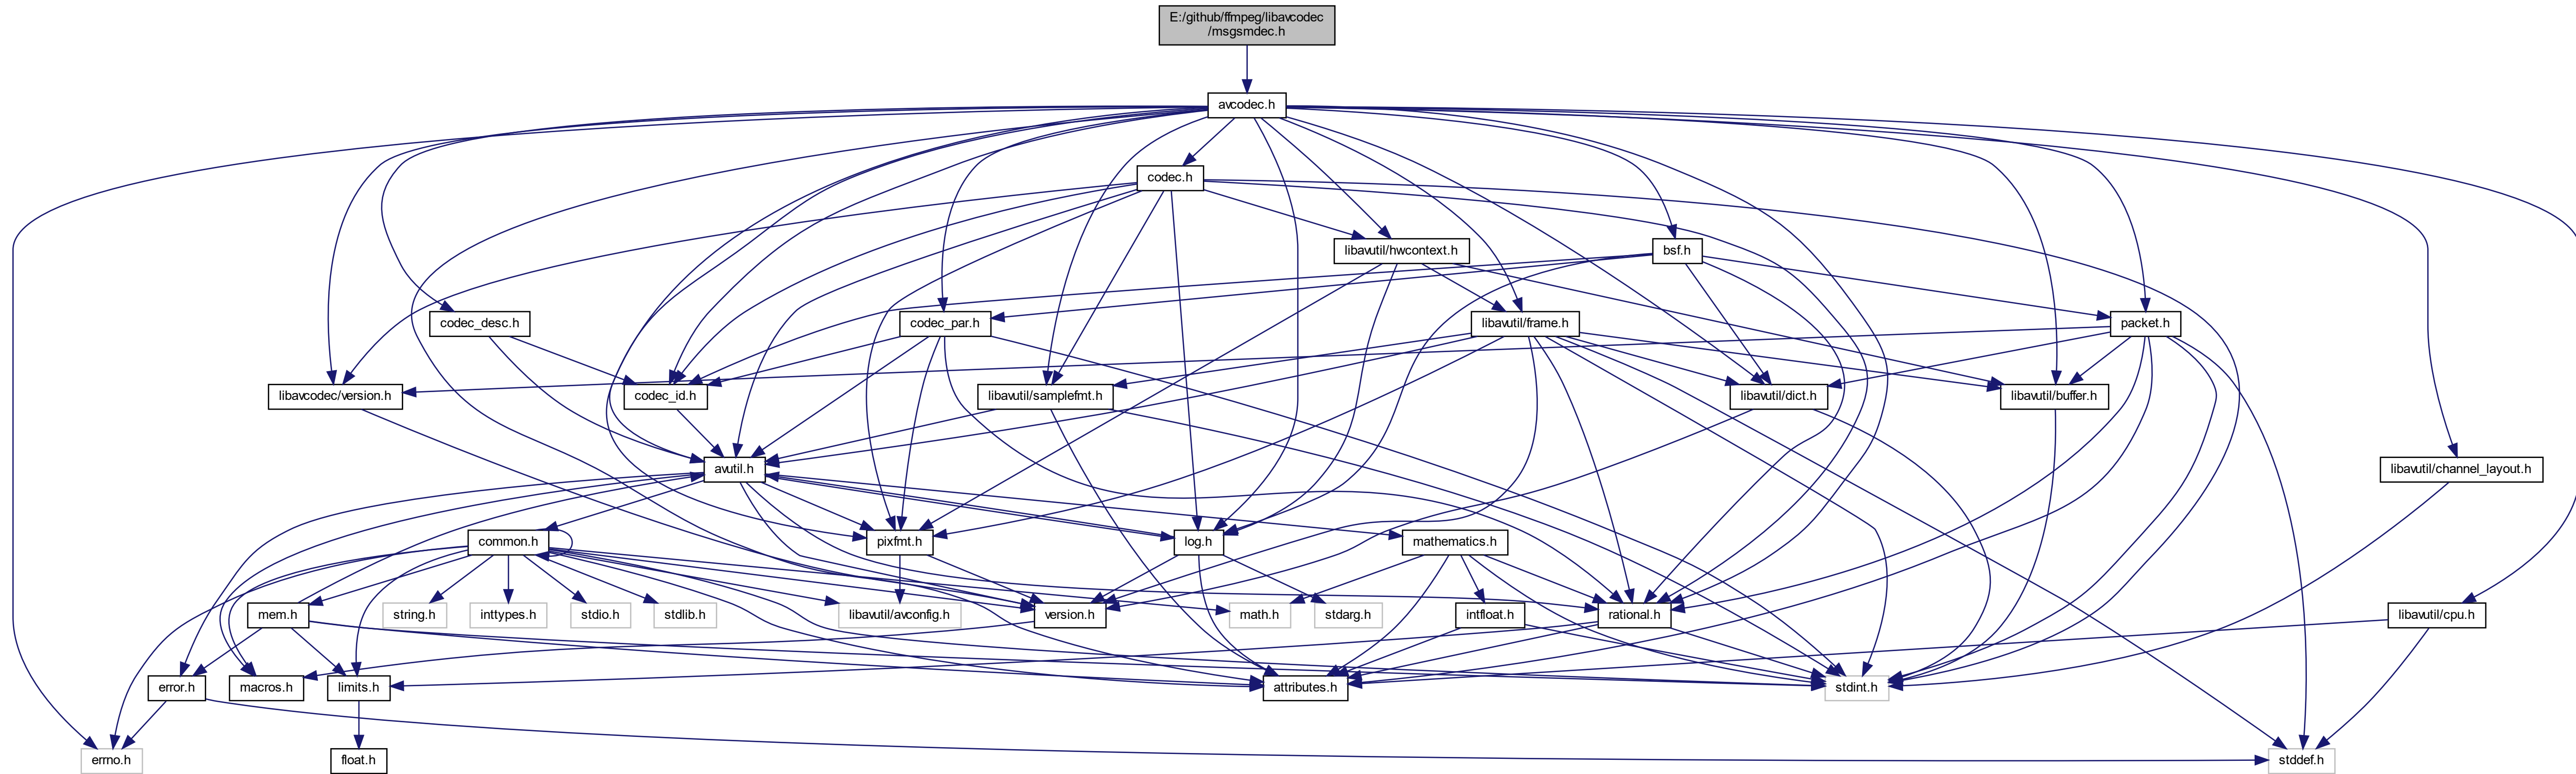 E:/github/ffmpeg/libavcodec
/msgsmdec.h
avcodec.h
codec.h
libavutil/hwcontext.h
bsf.h
codec_desc.h
codec_par.h
libavutil/frame.h
packet.h
libavcodec/version.h
codec_id.h
libavutil/samplefmt.h
libavutil/dict.h
libavutil/buffer.h
avutil.h
libavutil/channel_layout.h
common.h
pixfmt.h
log.h
mathematics.h
mem.h
string.h
inttypes.h
stdio.h
stdlib.h
libavutil/avconfig.h
version.h
math.h
stdarg.h
intfloat.h
rational.h
libavutil/cpu.h
error.h
macros.h
limits.h
attributes.h
stdint.h
errno.h
float.h
stddef.h